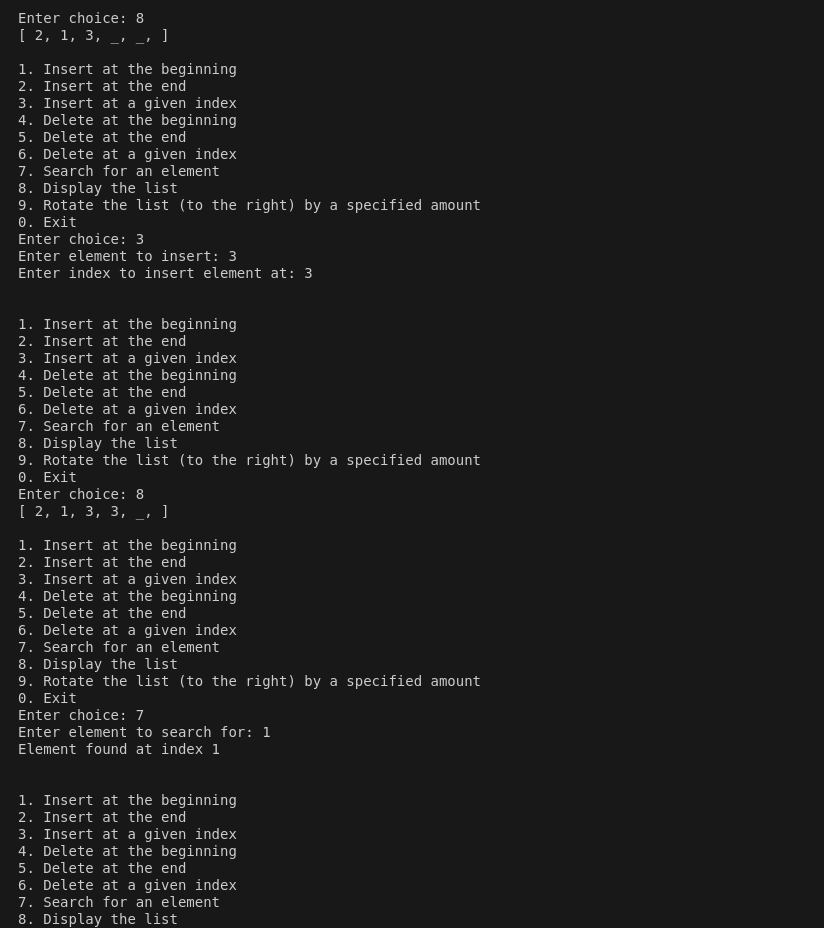 Enter choice: 8
[ 2, 1, 3, _, _, ]
1. Insert at the beginning
2. Insert at the end
3. Insert at a given index
4. Delete at the beginning
5. Delete at the end
6. Delete at a given index
7. Search for an element
8. Display the list
9. Rotate the list (to the right) by a specified amount
0. Exit
Enter choice: 3
Enter element to insert: 3
Enter index to insert element at: 3
1. Insert at the beginning
2. Insert at the end
3. Insert at a given index
4. Delete at the beginning
5. Delete at the end
6. Delete at a given index
7. Search for an element
8. Display the list
9. Rotate the list (to the right) by a specified amount
0. Exit
Enter choice: 8
[ 2, 1, 3, 3, _, ]
1. Insert at the beginning
2. Insert at the end
3. Insert at a given index
4. Delete at the beginning
5. Delete at the end
6. Delete at a given index
7. Search for an element
8. Display the list
9. Rotate the list (to the right) by a specified amount
0. Exit
Enter choice: 7
Enter element to search for: 1
Element found at index 1
1. Insert at the beginning
2. Insert at the end
3. Insert at a given index
4. Delete at the beginning
5. Delete at the end
6. Delete at a given index
7. Search for an element
8. Display the list